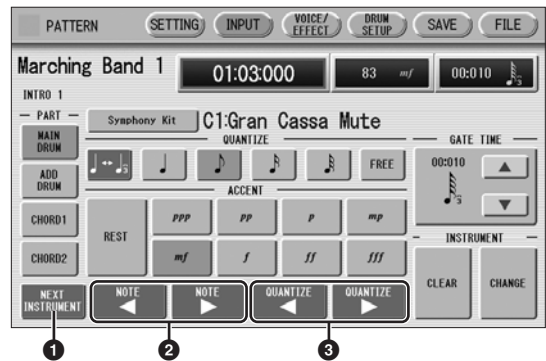 PATTERN SETTING INPUT VOICE/EFFECT DRUM SETUP SAVE FILE
Marching Band 1 01:03:000 83 mf 00:010
INTRO 1
PART Symphony Kit C1:Gran Cassa Mute
MAIN DRUM QUANTIZE GATE TIME
3 FREE 00:010
ADD DRUM ACCENT 3
CHORD1 REST ppp pp p mp
INSTRUMENT
CHORD2 mf f ff fff CLEAR CHANGE
NEXT INSTRUMENT NOTE NOTE QUANTIZE QUANTIZE
1 2 3